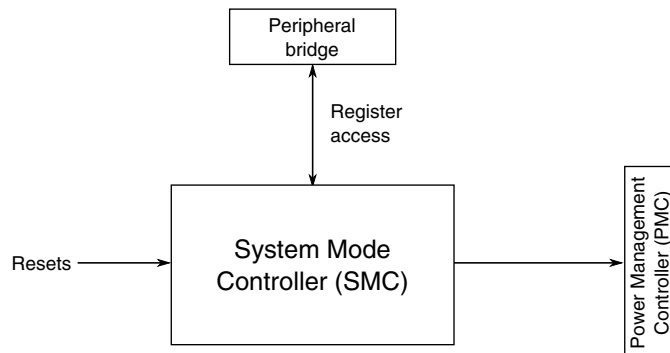 Peripheral
bridge
Register
access
Resets
System Mode
Controller (SMC)
Power Management
Controller (PMC)